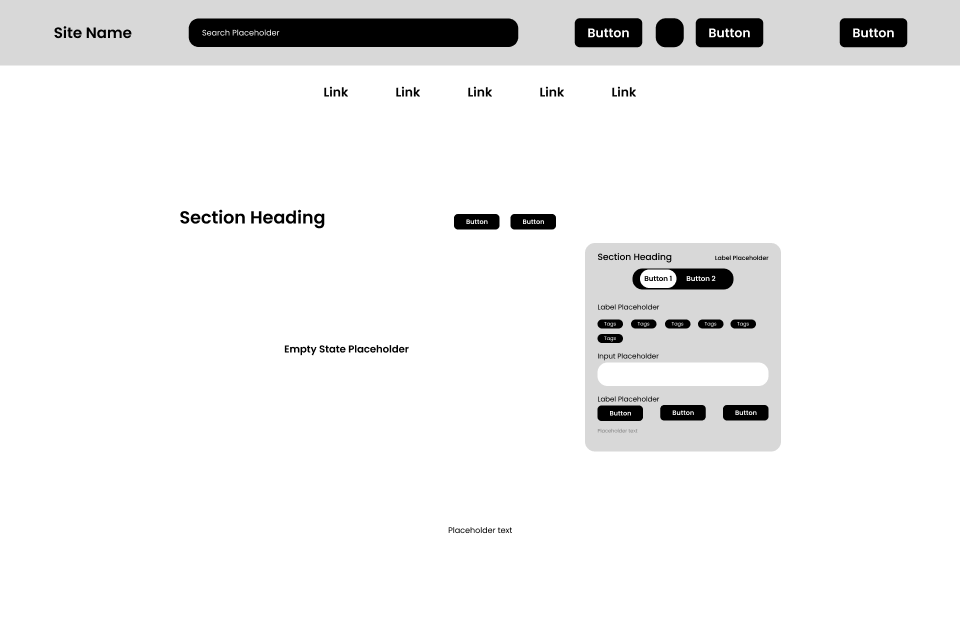 Site Name
Search Placeholder
Button
Button
Button
Link Link Link Link Link
Section Heading
Button Button
Section Heading
Label Placeholder
Button 1 Button 2
Label Placeholder
Tags Tags Tags Tags Tags
Tags
Empty State Placeholder
Input Placeholder
Label Placeholder
Button Button Button
Placeholder text
Placeholder text